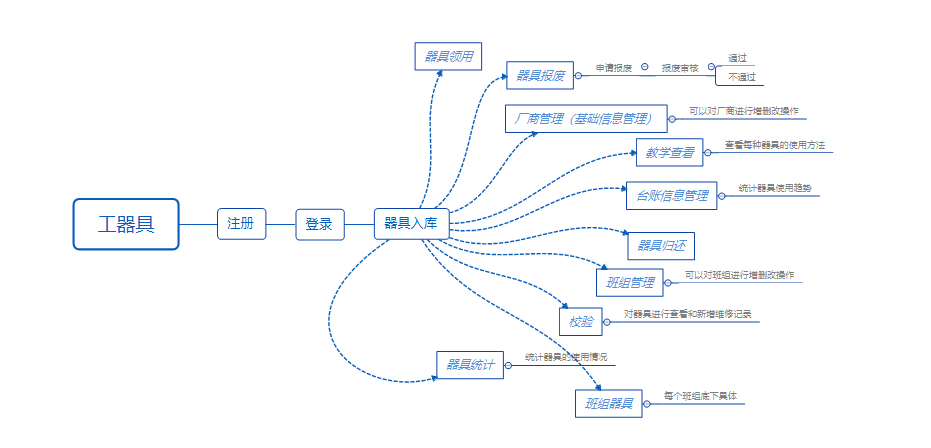 器具领用
器具报废
申请报废
报废审核
通过
不通过
厂商管理（基础信息管理）
可以对厂商进行增删改操作
教学查看
查看每种器具的使用方法
台账信息管理
统计器具使用趋势
工器具
注册
登录
器具入库
器具归还
班组管理
可以对班组进行增删改操作
校验
对器具进行查看和新增维修记录
器具统计
统计器具的使用情况
班组器具
每个班组底下具体